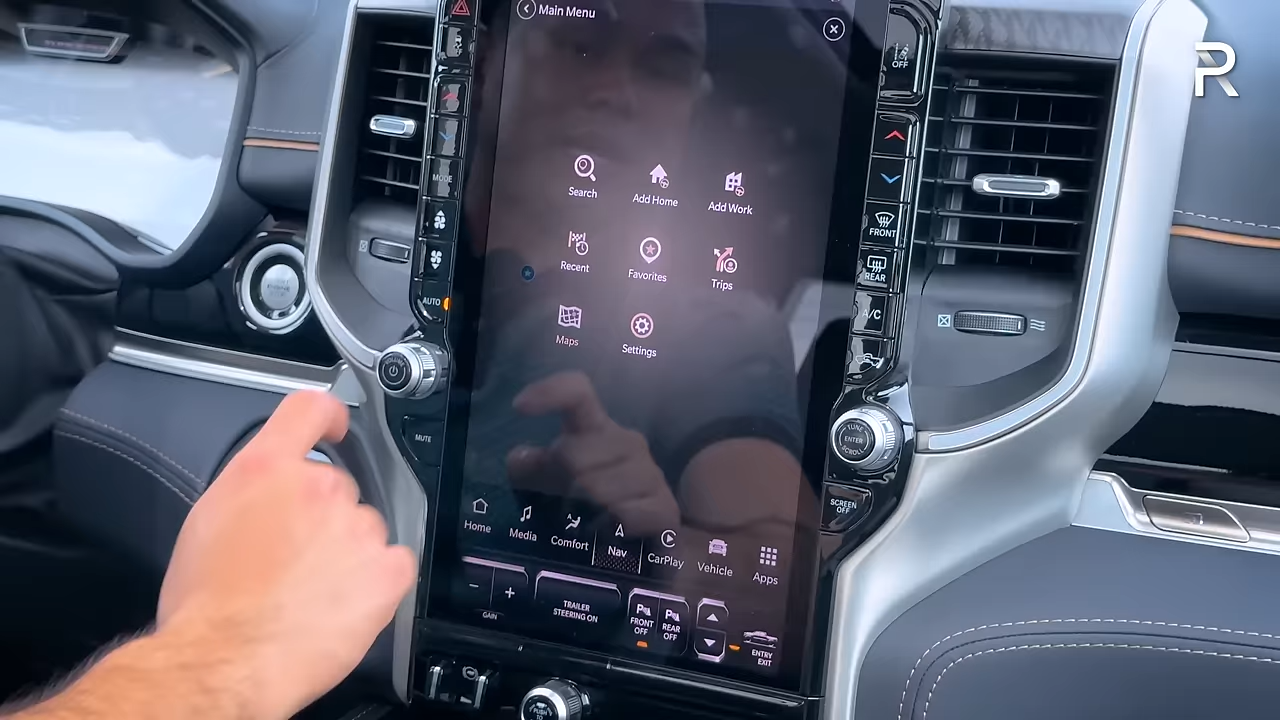 Main Menu
OFF
R
MODE
FRONT
Search
Add Home
Add Work
REAR
Recent
Favorites
Trips
AUTO
A/C
Maps
Settings
MUTE
TUNE
ENTER
SCROLL
SCREEN
OFF
Home
Media
Comfort
Nav
CarPlay
Vehicle
Apps
- +
GAIN
TRAILER
STEERING ON
FRONT
OFF
REAR
OFF
ENTRY
EXIT
PUSH
TO